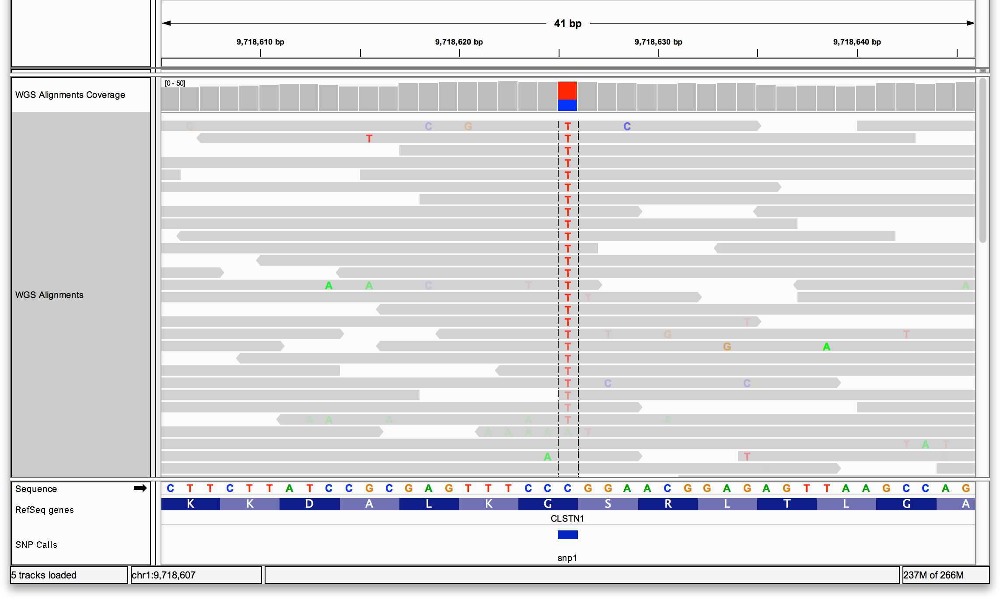 41 bp
9,718,610 bp 9,718,620 bp 9,718,630 bp 9,718,640 bp
[0 - 50]
WGS Alignments Coverage
G C G T C
T T
T
T
T
T
T
T
T
T
T
T
T
A A C T T A
WGS Alignments
T T
T
T T
T T G T
T G A
T
T
T C C
T
T
A A A A T A
A A A A A T
T A T
A T
C T T C T T A T C C G C G A G T T T C C C G G A A C G G A G A G T T A A G C C A G
Sequence
K K D A L K G S R L T L G A
RefSeq genes
CLSTN1
SNP Calls
snp1
5 tracks loaded chr1:9,718,607 237M of 266M